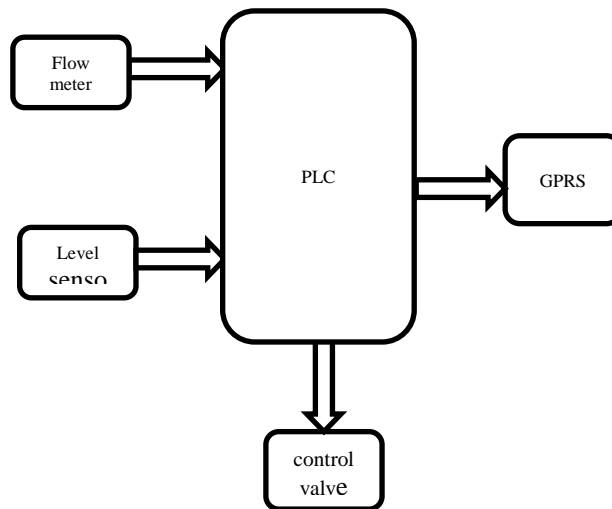 Flow
meter
PLC
GPRS
Level
senso
control
valve